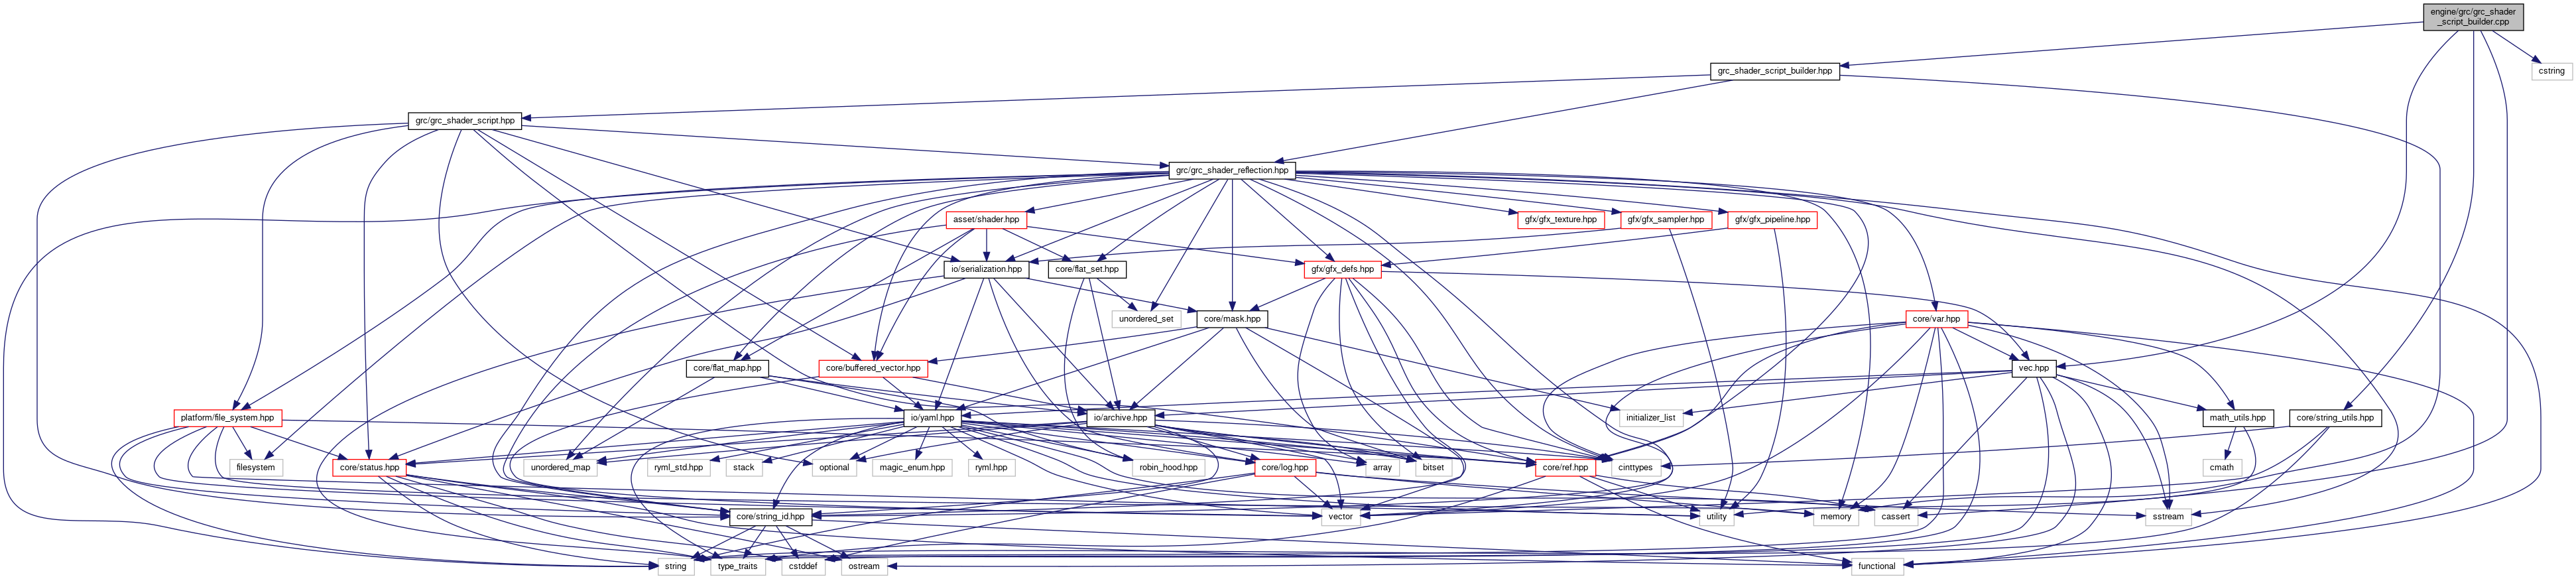 engine/grc/grc_shader
_script_builder.cpp
grc_shader_script_builder.hpp
cstring
grc/grc_shader_script.hpp
grc/grc_shader_reflection.hpp
asset/shader.hpp
gfx/gfx_texture.hpp
gfx/gfx_sampler.hpp
gfx/gfx_pipeline.hpp
io/serialization.hpp
core/flat_set.hpp
gfx/gfx_defs.hpp
unordered_set
core/mask.hpp
core/var.hpp
core/flat_map.hpp
core/buffered_vector.hpp
vec.hpp
platform/file_system.hpp
io/yaml.hpp
io/archive.hpp
initializer_list
math_utils.hpp
core/string_utils.hpp
filesystem
core/status.hpp
unordered_map
ryml_std.hpp
stack
optional
magic_enum.hpp
ryml.hpp
robin_hood.hpp
core/log.hpp
array
bitset
core/ref.hpp
cinttypes
cmath
core/string_id.hpp
vector
utility
memory
cassert
sstream
string
type_traits
cstddef
ostream
functional